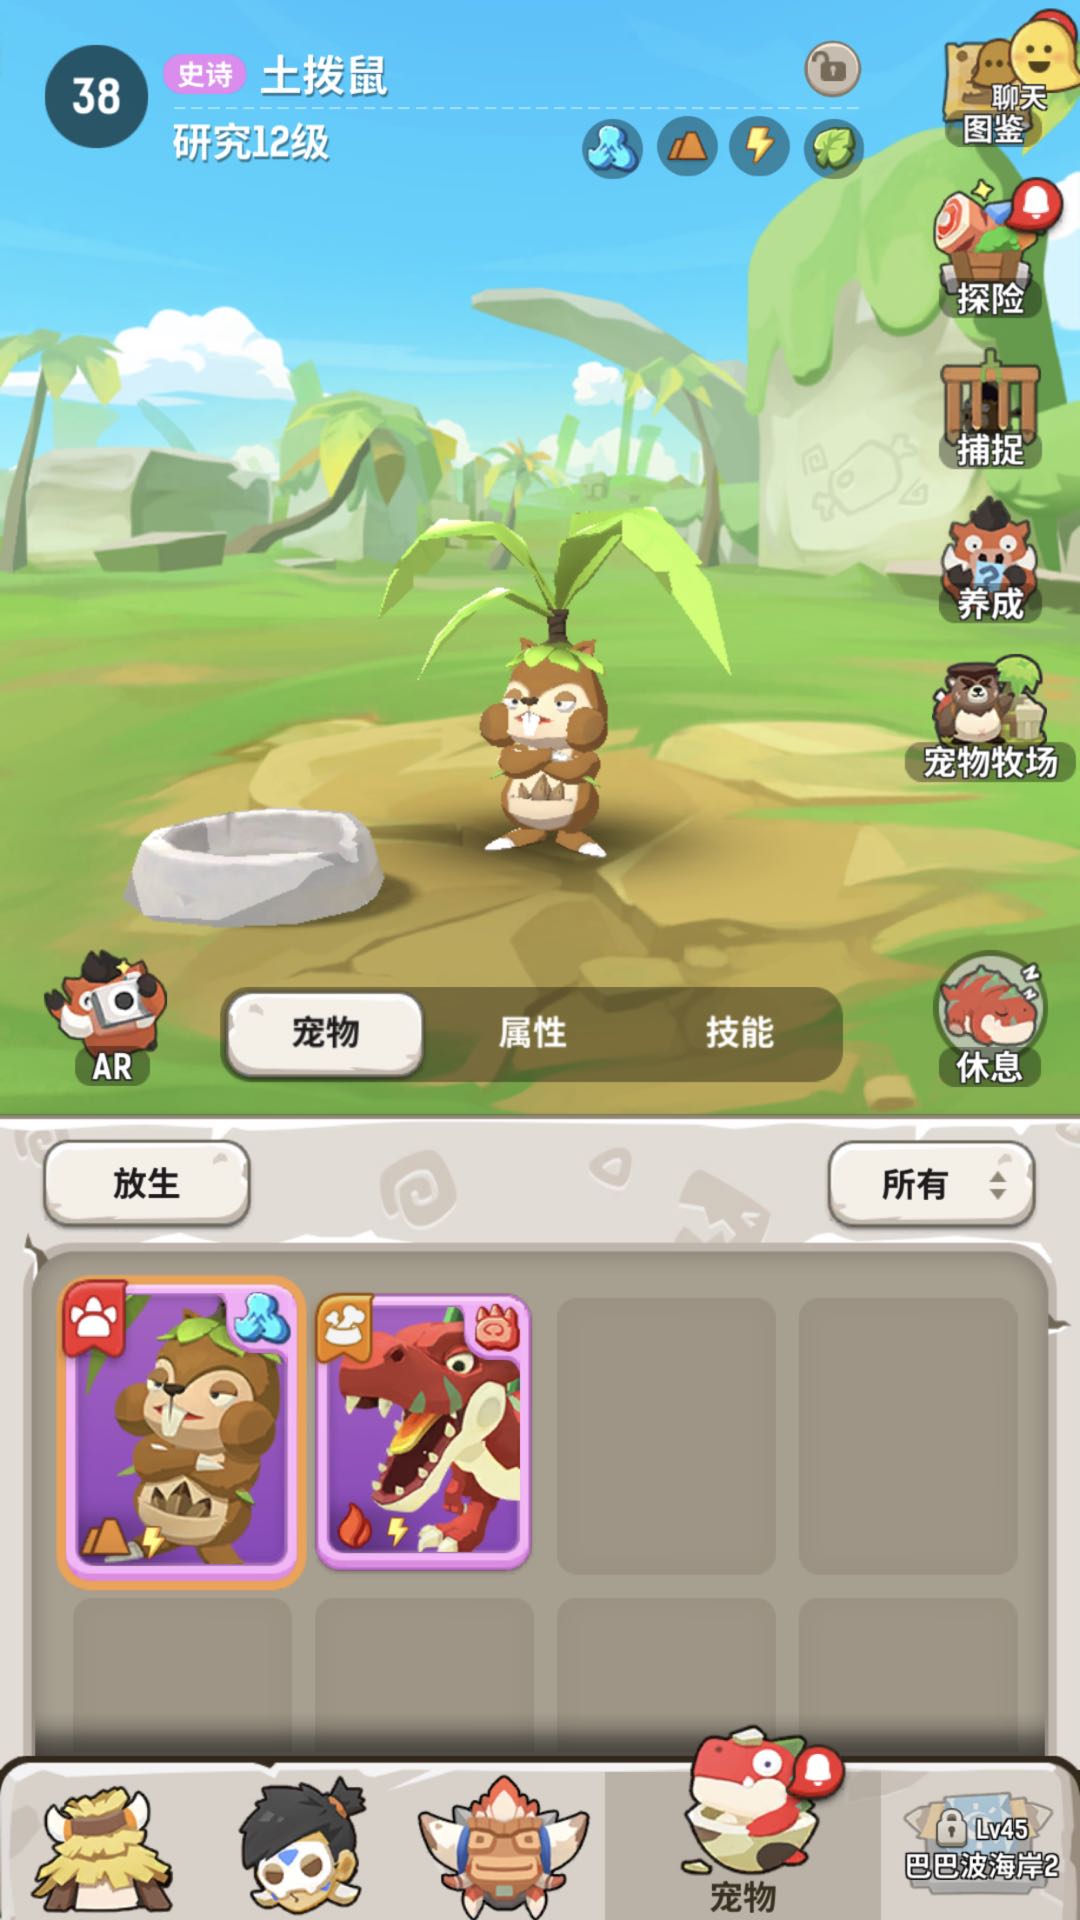 38
史诗 土拨鼠
研究12级
聊天
图鉴
探险
捕捉
养成
宠物牧场
AR
宠物 属性 技能
休息
放生
所有
Lv45
巴巴波海岸2
宠物